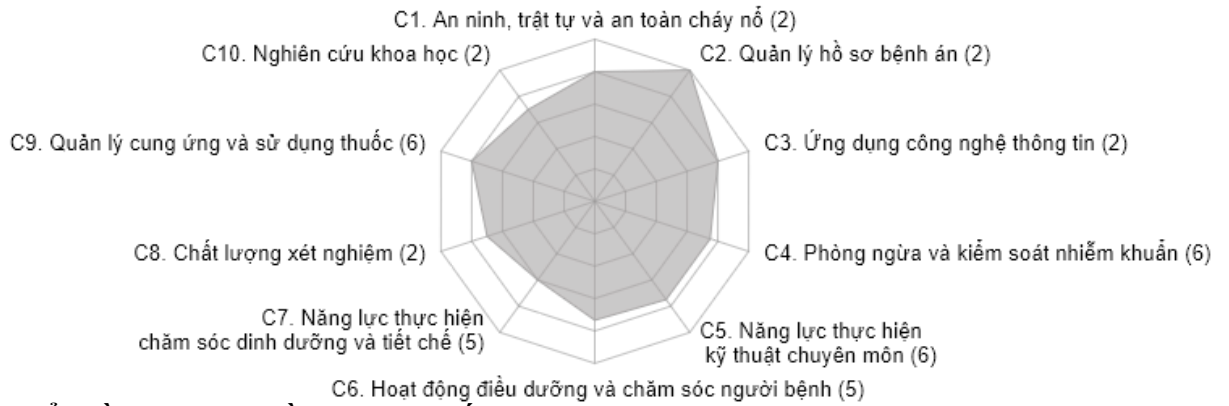 C1. An ninh, trật tự và an toàn cháy nổ (2)
C10. Nghiên cứu khoa học (2)
C2. Quản lý hồ sơ bệnh án (2)
C9. Quản lý cung ứng và sử dụng thuốc (6)
C3. Ứng dụng công nghệ thông tin (2)
C8. Chất lượng xét nghiệm (2)
C4. Phòng ngừa và kiểm soát nhiễm khuẩn (6)
C7. Năng lực thực hiện
chăm sóc dinh dưỡng và tiết chế (5)
C5. Năng lực thực hiện
kỹ thuật chuyên môn (6)
C6. Hoạt động điều dưỡng và chăm sóc người bệnh (5)